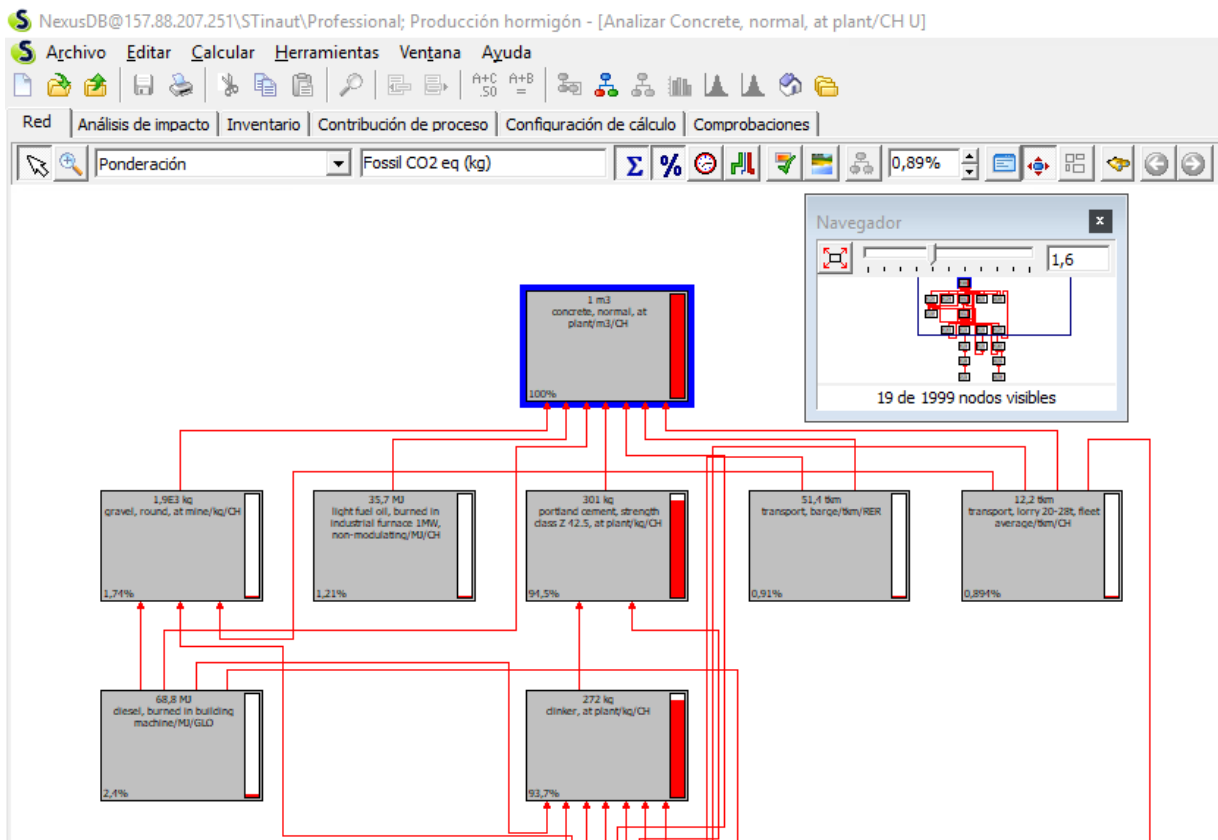 NexusDB@157.88.207.251\STinaut\Professional; Producción hormigón - [Analizar Concrete, normal, at plant/CH U]
Archivo Editar Calcular Herramientas Ventana Ayuda
A+C .50
A+B =
Red Análisis de impacto Inventario Contribución de proceso Configuración de cálculo Comprobaciones
Ponderación Fossil CO2 eq (kg) Σ % 0,89%
Navegador x
1,6
19 de 1999 nodos visibles
1 m3
concrete, normal, at
plant/m3/CH
100%
1,9E3 kg
gravel, round, at mine/kg/CH
1,74%
35,7 MJ
light fuel oil, burned in
industrial furnace 1MW,
non-modulating/MJ/CH
1,21%
301 kg
portland cement, strength
class Z 42.5, at plant/kg/CH
94,5%
51,4 tkm
transport, barge/tkm/RER
0,91%
12,2 tkm
transport, lorry 20-28t, fleet
average/tkm/CH
0,894%
68,8 MJ
diesel, burned in building
machine/MJ/GLO
2,4%
272 kg
clinker, at plant/kg/CH
93,7%